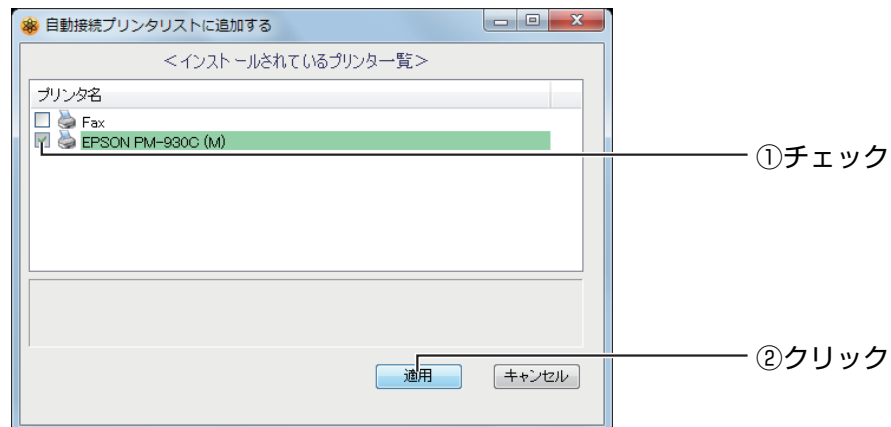 自動接続プリンタリストに追加する
＜インストールされているプリンタ一覧＞
プリンタ名
Fax
EPSON PM-930C (M)
①チェック
②クリック
適用
キャンセル